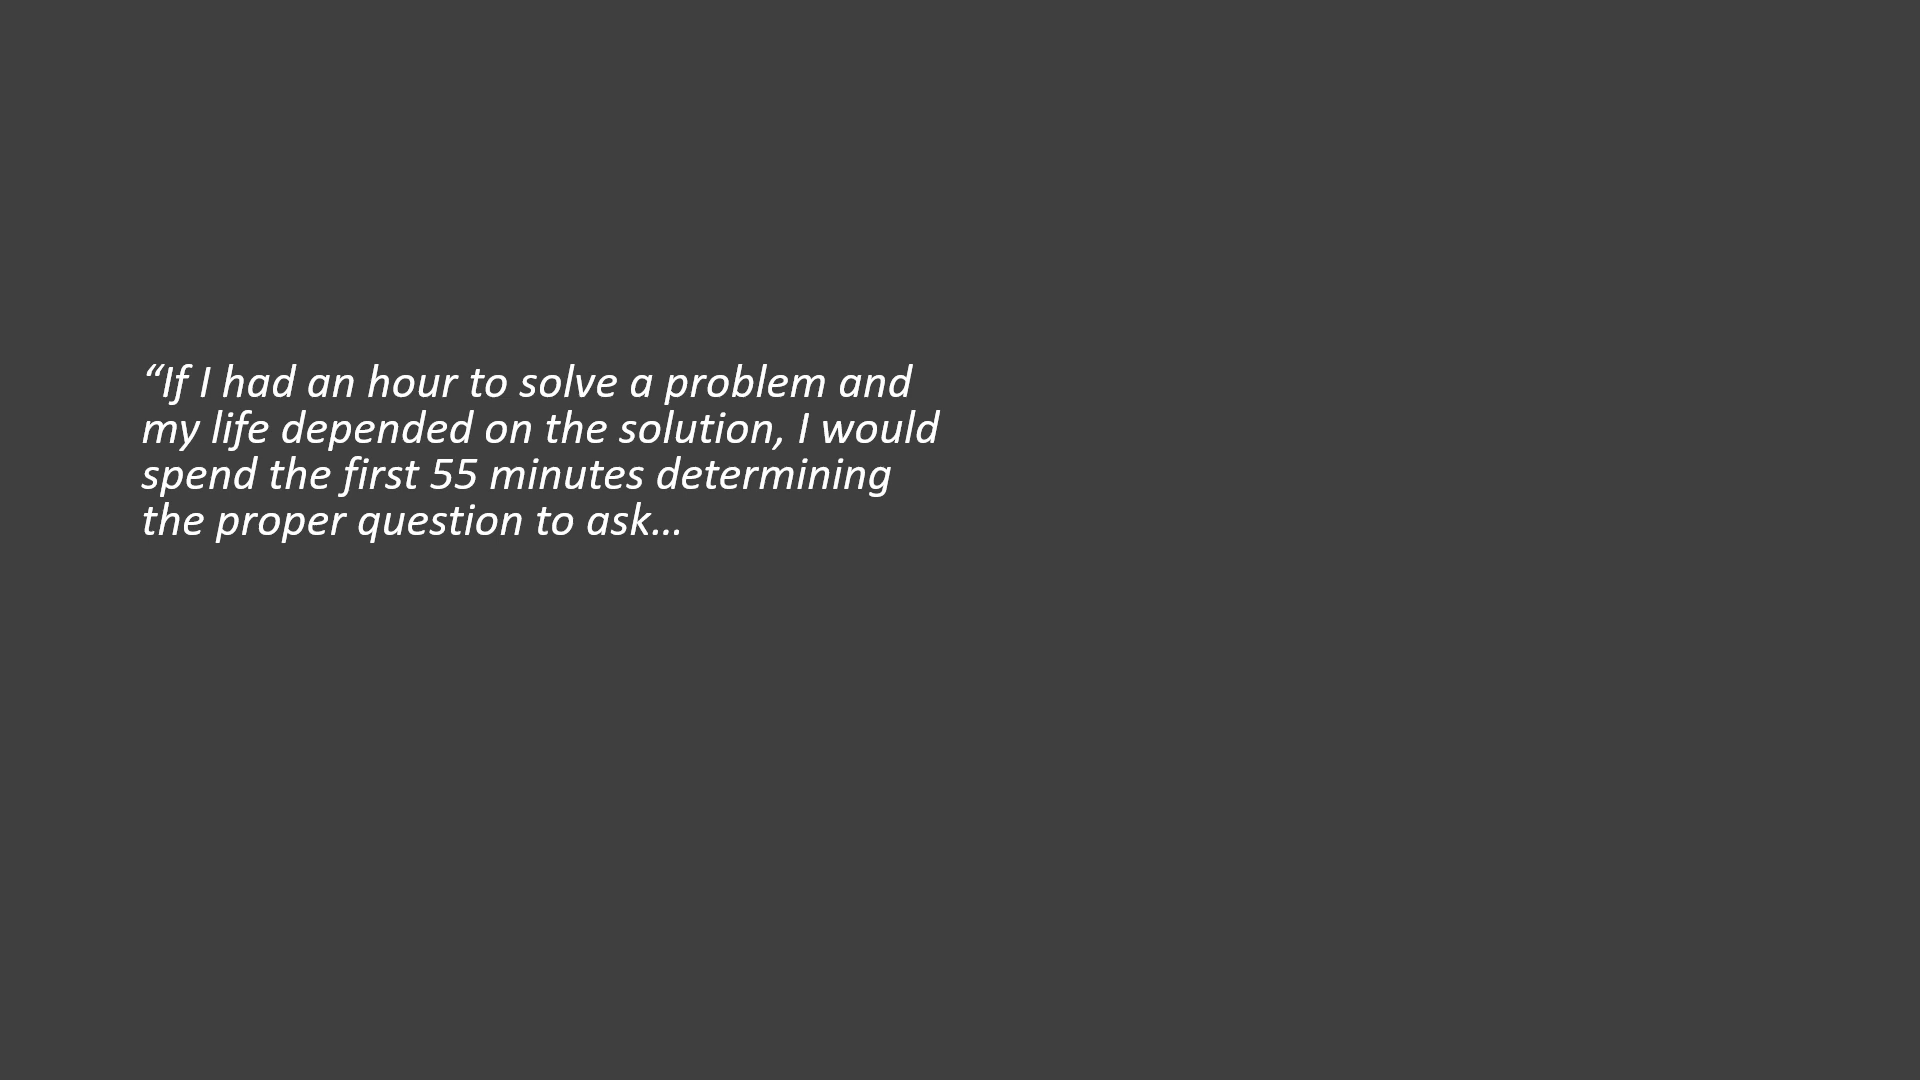 “If I had an hour to solve a problem and
my life depended on the solution, I would
spend the first 55 minutes determining
the proper question to ask…